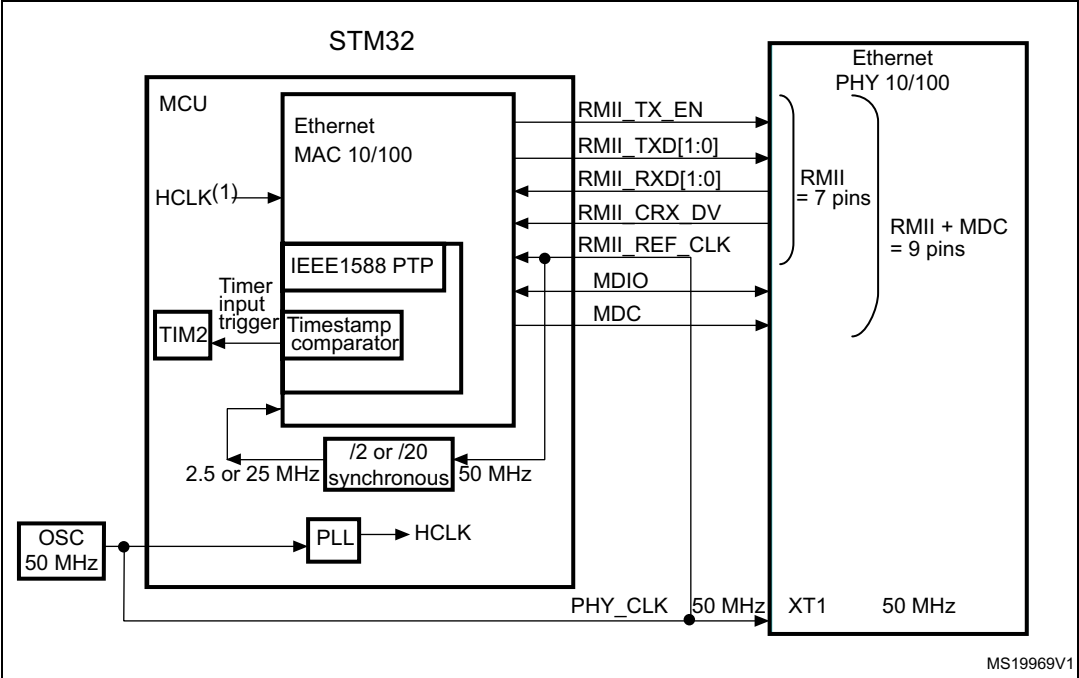 STM32
MCU
Ethernet
MAC 10/100
HCLK(1)
IEEE1588 PTP
Timer
input
trigger
TIM2
Timestamp
comparator
/2 or /20
synchronous
2.5 or 25 MHz
50 MHz
OSC
50 MHz
PLL
HCLK
RMII_TX_EN
RMII_TXD[1:0]
RMII_RXD[1:0]
RMII_CRX_DV
RMII_REF_CLK
MDIO
MDC
PHY_CLK 50 MHz
Ethernet
PHY 10/100
RMII
= 7 pins
RMII + MDC
= 9 pins
XT1 50 MHz
MS19969V1